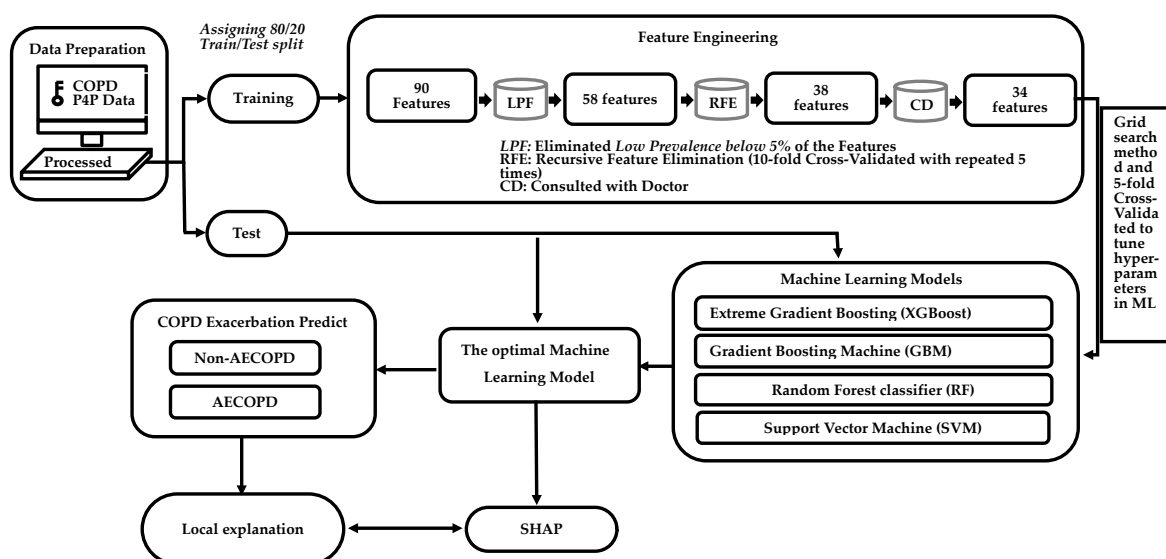 Data Preparation
COPD
P4P Data
Processed
Assigning 80/20
Train/Test split
Training
Test
Feature Engineering
90
Features
LPF
58 features
RFE
38
features
CD
34
features
LPF: Eliminated Low Prevalence below 5% of the Features
RFE: Recursive Feature Elimination (10-fold Cross-Validated with repeated 5
times)
CD: Consulted with Doctor
Grid
search
metho
d and
5-fold
Cross-
Valida
ted to
tune
hyper-
param
eters
in ML
Machine Learning Models
Extreme Gradient Boosting (XGBoost)
Gradient Boosting Machine (GBM)
Random Forest classifier (RF)
Support Vector Machine (SVM)
The optimal Machine
Learning Model
COPD Exacerbation Predict
Non-AECOPD
AECOPD
Local explanation
SHAP